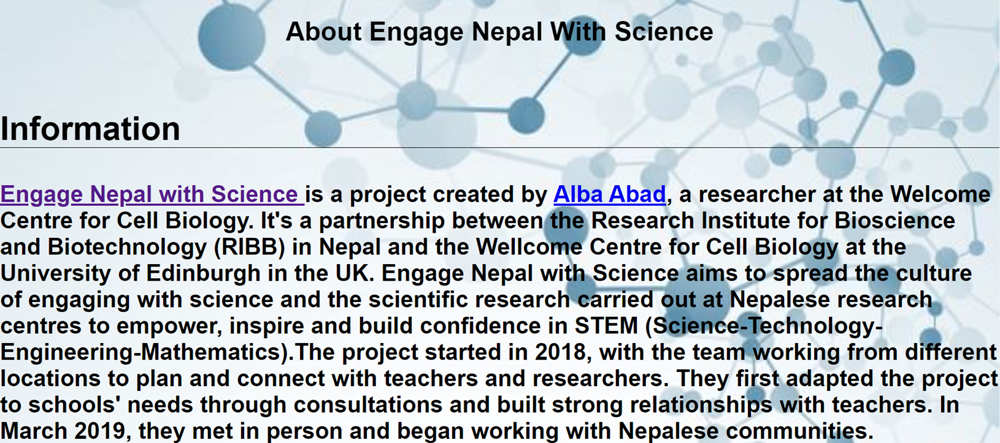 About Engage Nepal With Science
Information
Engage Nepal with Science is a project created by Alba Abad, a researcher at the Welcome
Centre for Cell Biology. It's a partnership between the Research Institute for Bioscience
and Biotechnology (RIBB) in Nepal and the Wellcome Centre for Cell Biology at the
University of Edinburgh in the UK. Engage Nepal with Science aims to spread the culture
of engaging with science and the scientific research carried out at Nepalese research
centres to empower, inspire and build confidence in STEM (Science-Technology-
Engineering-Mathematics).The project started in 2018, with the team working from different
locations to plan and connect with teachers and researchers. They first adapted the project
to schools' needs through consultations and built strong relationships with teachers. In
March 2019, they met in person and began working with Nepalese communities.